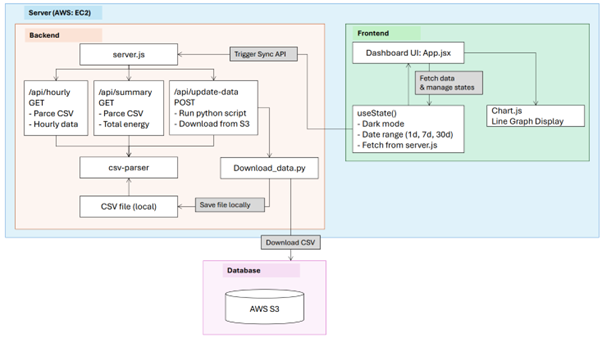 Server (AWS: EC2)
Backend
server.js
Trigger Sync API
/api/hourly
GET
- Parce CSV
- Hourly data
/api/summary
GET
- Parce CSV
- Total energy
/api/update-data
POST
- Run python script
- Download from S3
csv-parser
Download_data.py
CSV file (local)
Save file locally
Frontend
Dashboard UI: App.jsx
Fetch data
& manage states
useState()
- Dark mode
- Date range (1d, 7d, 30d)
- Fetch from server.js
Chart.js
Line Graph Display
Download CSV
Database
AWS S3